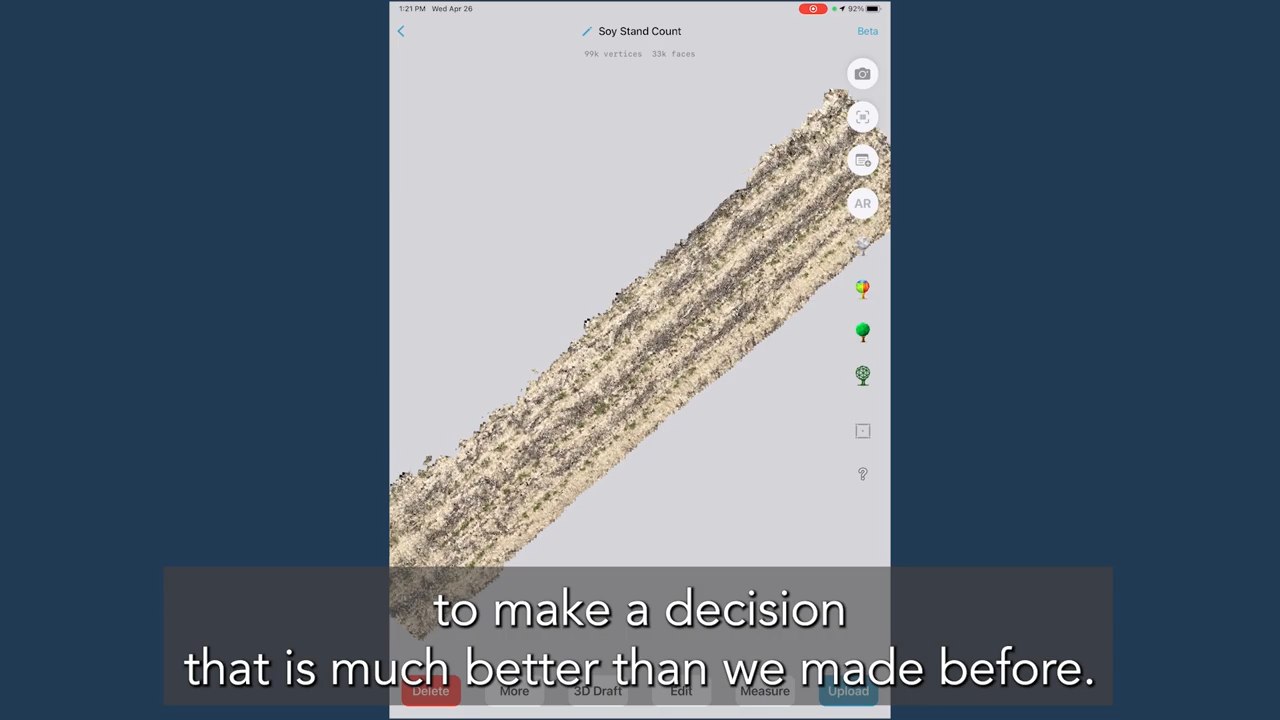 1:21 PM Wed Apr 26
92%
Soy Stand Count
Beta
99k vertices 33k faces
AR
?
to make a decision
that is much better than we made before.
Delete More 3D Draft Edit Measure Upload